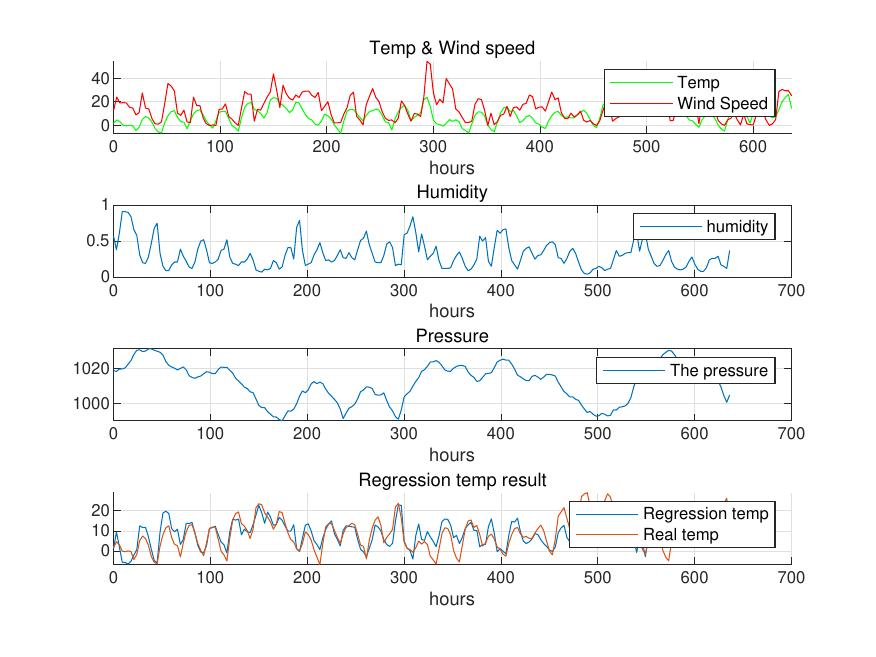 Temp & Wind speed
40
20
0
Temp
Wind Speed
0 100 200 300 400 500 600
hours
Humidity
1
0.5
0
humidity
0 100 200 300 400 500 600 700
hours
Pressure
1020
1000
The pressure
0 100 200 300 400 500 600 700
hours
Regression temp result
20
10
0
Regression temp
Real temp
0 100 200 300 400 500 600 700
hours